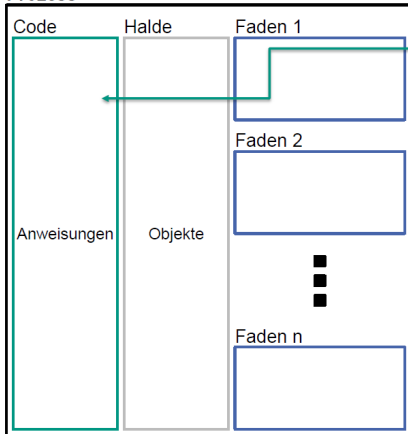 Code
Halde
Faden 1
Faden 2
Anweisungen
Objekte
Faden n